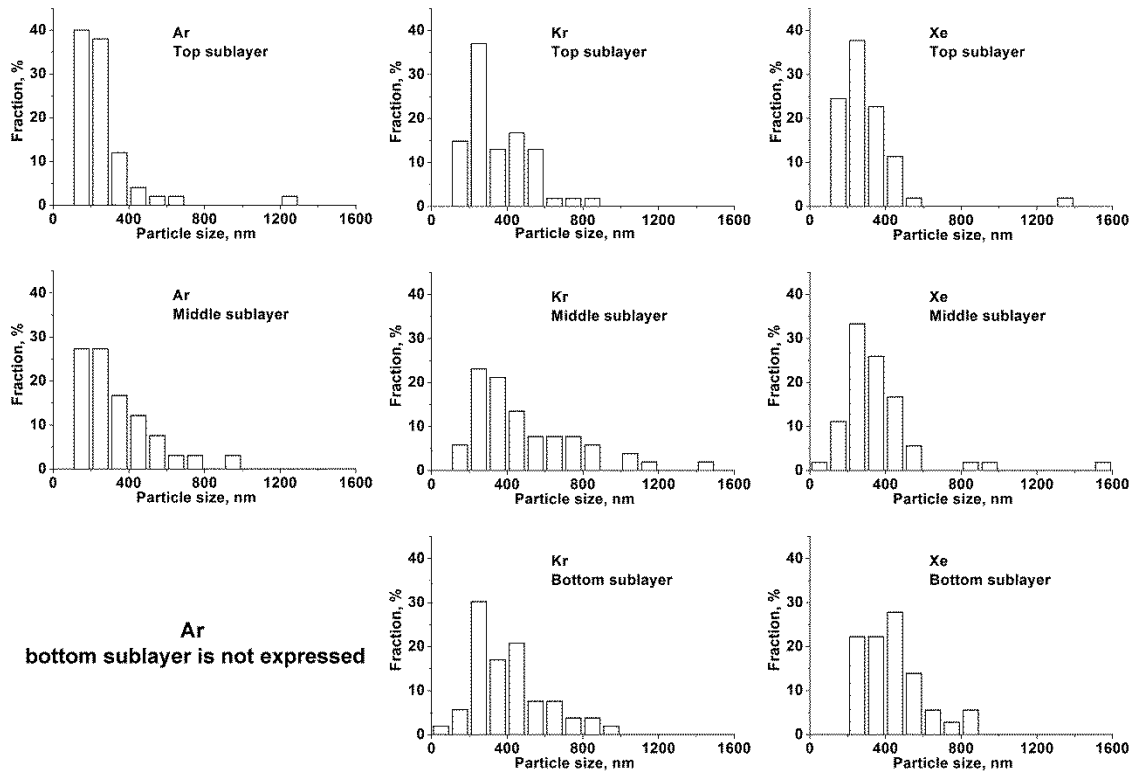 Ar
Top sublayer
Fraction, %
40
30
20
10
0
0 400 800 1200 1600
Particle size, nm
Kr
Top sublayer
Fraction, %
40
30
20
10
0
0 400 800 1200 1600
Particle size, nm
Xe
Top sublayer
Fraction, %
40
30
20
10
0
0 400 800 1200 1600
Particle size, nm
Ar
Middle sublayer
Fraction, %
40
30
20
10
0
0 400 800 1200 1600
Particle size, nm
Kr
Middle sublayer
Fraction, %
40
30
20
10
0
0 400 800 1200 1600
Particle size, nm
Xe
Middle sublayer
Fraction, %
40
30
20
10
0
0 400 800 1200 1600
Particle size, nm
Ar
bottom sublayer is not expressed
Kr
Bottom sublayer
Fraction, %
40
30
20
10
0
0 400 800 1200 1600
Particle size, nm
Xe
Bottom sublayer
Fraction, %
40
30
20
10
0
0 400 800 1200 1600
Particle size, nm